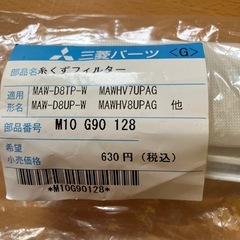 三菱パーツ <G>
部品名 糸くずフィルター
適用形名 MAW-D8TP-W MAWHV7UPAG
MAW-D8UP-W MAWHV8UPAG 他
部品番号 M10 G90 128
希望小売価格 630円(税込)
*M10G90128*